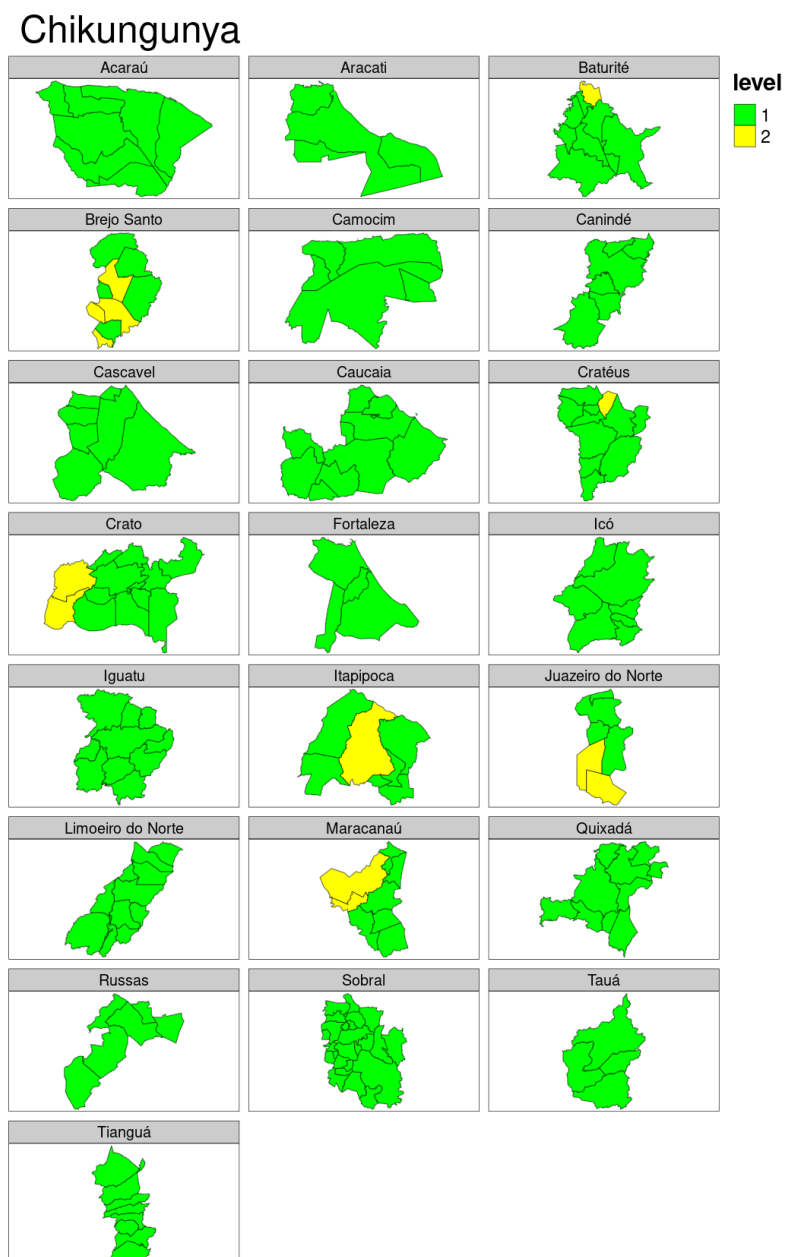 Chikungunya
Acaraú
Aracati
Baturité
level
1
2
Brejo Santo
Camocim
Canindé
Cascavel
Caucaia
Cratéus
Crato
Fortaleza
Icó
Iguatu
Itapipoca
Juazeiro do Norte
Limoeiro do Norte
Maracanaú
Quixadá
Russas
Sobral
Tauá
Tianguá